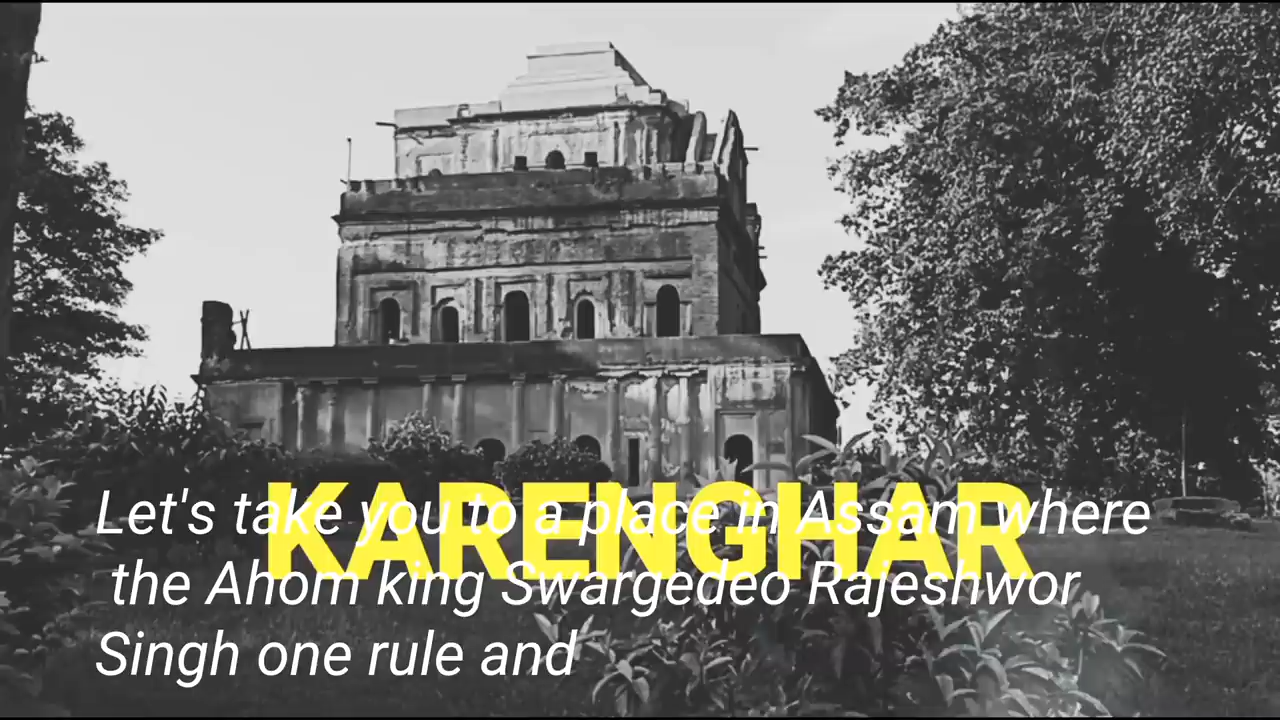 KARENGHAR
Let's take you to a place in Assam where
the Ahom king Swargedeo Rajeshwor
Singh one rule and